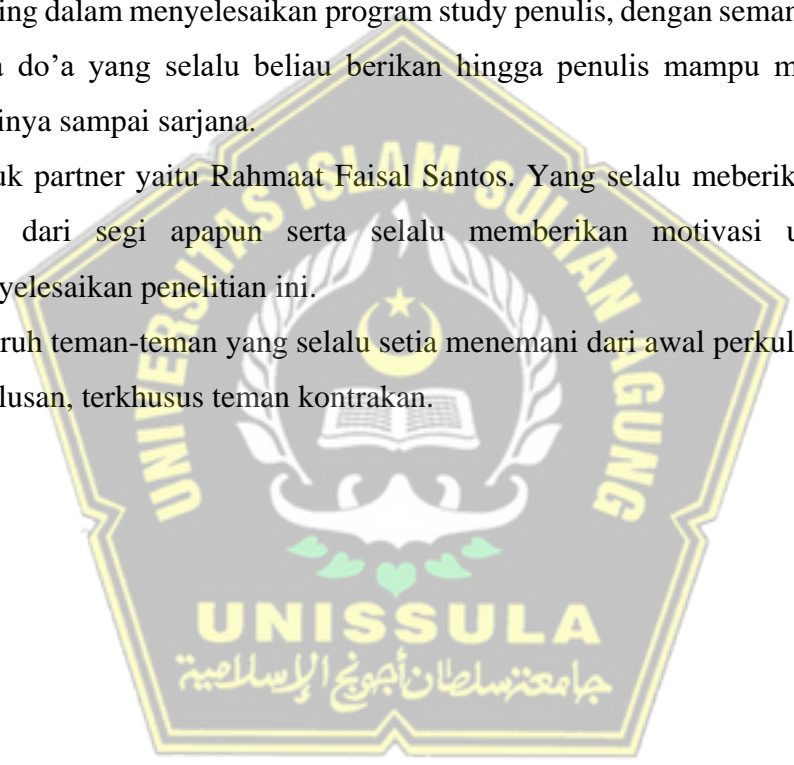 ing dalam menyelesaikan program study penulis, dengan seman
a do’a yang selalu beliau berikan hingga penulis mampu m
inya sampai sarjana.
uk partner yaitu Rahmaat Faisal Santos. Yang selalu meberik
dari segi apapun serta selalu memberikan motivasi u
yelesaikan penelitian ini.
ruh teman-teman yang selalu setia menemani dari awal perkul
lusan, terkhusus teman kontrakan.
UNIVERSITAS ISLAM SULTAN AGUNG
UNISSULA
جامعة سلطان أجونج الإسلامية